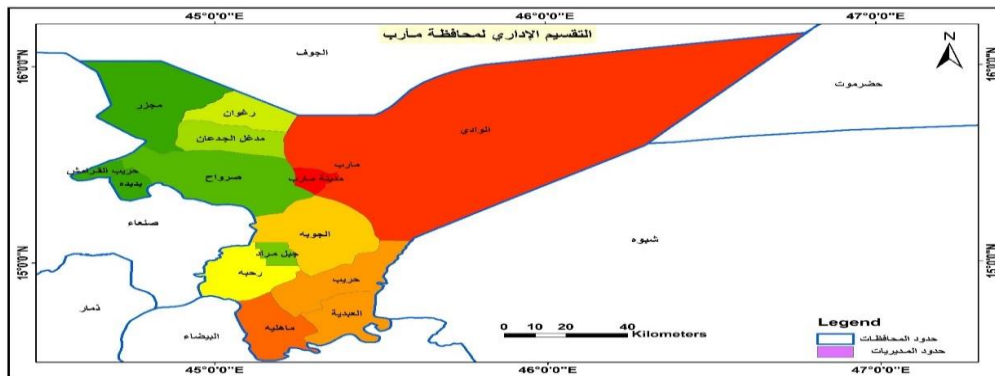 45°0'0"E
46°0'0"E
47°0'0"E
التقسيم الإداري لمحافظة مأرب
الجوف
N
16°0'0"N
16°0'0"N
حضرموت
مجزر
رغوان
الوادي
مدغل الجدعان
مأرب
حريب القرامش
صرواح
مدينة مأرب
بدبده
صنعاء
الجوبه
شبوه
جبل مراد
15°0'0"N
15°0'0"N
رحبه
حريب
ذمار
العبدية
ماهليه
البيضاء
0 10 20 40
Kilometers
Legend
حدود المحافظات
حدود المديريات
45°0'0"E
46°0'0"E
47°0'0"E